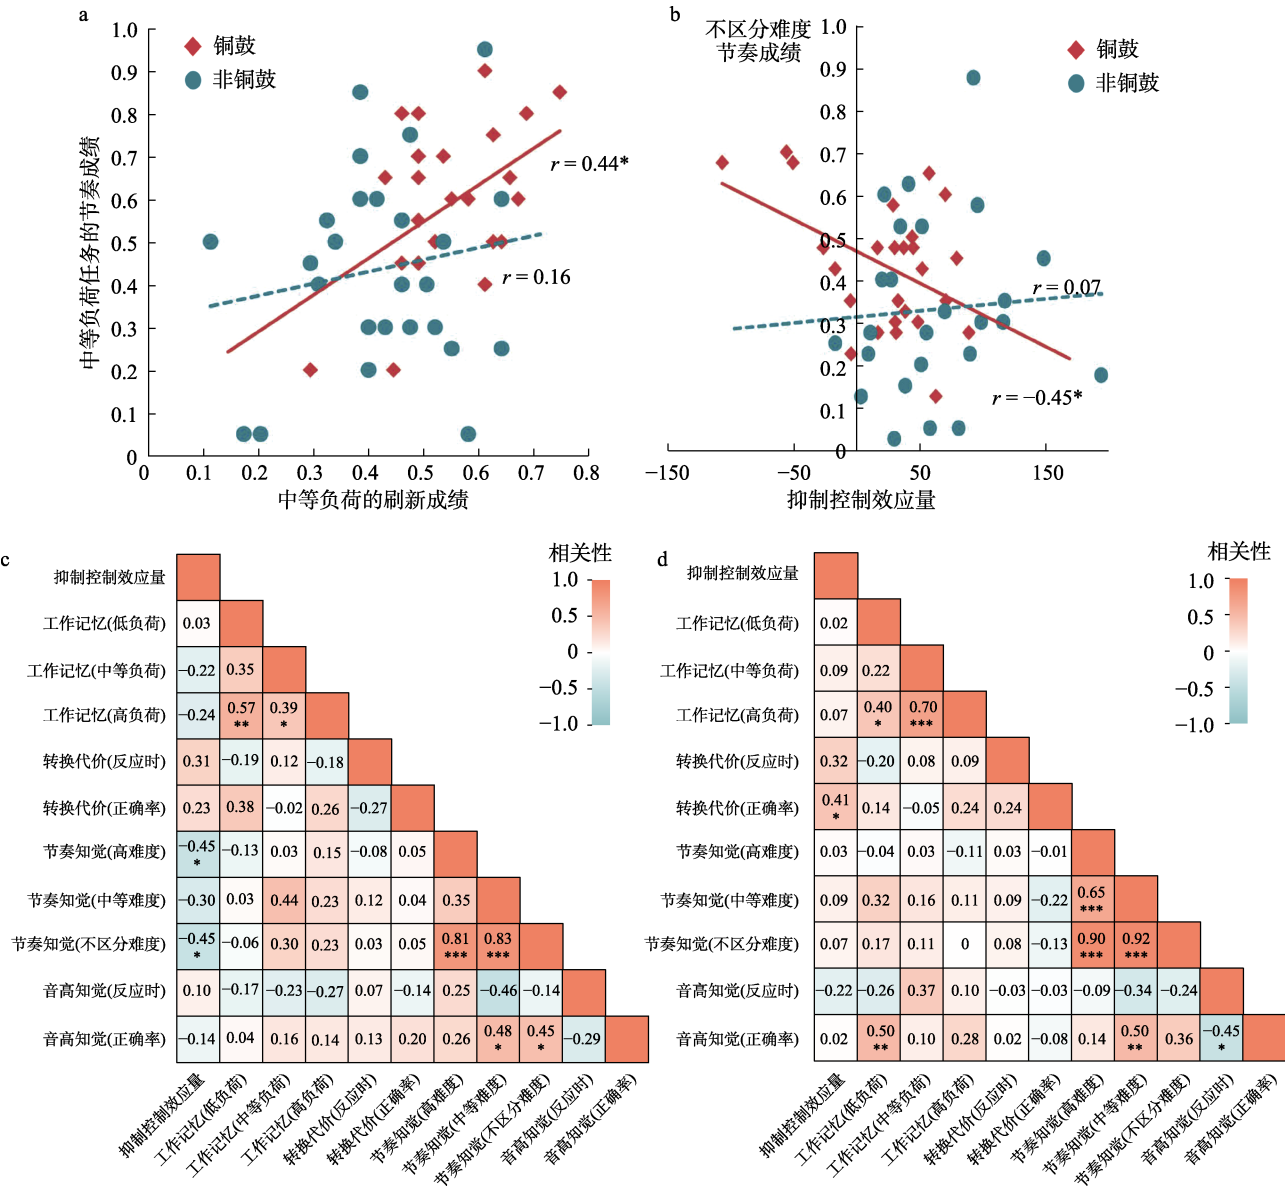 a
1.0
0.9
0.8
0.7
0.6
0.5
0.4
0.3
0.2
0.1
0
0
0.1
0.2
0.3
0.4
0.5
0.6
0.7
0.8
铜鼓
非铜鼓
r = 0.44*
r = 0.16
中等负荷任务的节奏成绩
中等负荷的刷新成绩
b
不区分难度
节奏成绩
1.0
0.9
0.8
0.7
0.6
0.5
0.4
0.3
0.2
0.1
0
−150
−50
50
150
铜鼓
非铜鼓
r = 0.07
r = −0.45*
抑制控制效应量
c
相关性
1.0
0.5
0
−0.5
−1.0
抑制控制效应量
工作记忆(低负荷) 0.03
工作记忆(中等负荷) −0.22 0.35
工作记忆(高负荷) −0.24 0.57 0.39
** *
转换代价(反应时) 0.31 −0.19 0.12 −0.18
转换代价(正确率) 0.23 0.38 −0.02 0.26 −0.27
节奏知觉(高难度) −0.45 −0.13 0.03 0.15 −0.08 0.05
*
节奏知觉(中等难度) −0.30 0.03 0.44 0.23 0.12 0.04 0.35
节奏知觉(不区分难度) −0.45 −0.06 0.30 0.23 0.03 0.05 0.81 0.83
* *** ***
音高知觉(反应时) 0.10 −0.17 −0.23 −0.27 0.07 −0.14 0.25 −0.46 −0.14
音高知觉(正确率) −0.14 0.04 0.16 0.14 0.13 0.20 0.26 0.48 0.45 −0.29
* *
抑制控制效应量
工作记忆(低负荷)
工作记忆(中等负荷)
工作记忆(高负荷)
转换代价(反应时)
转换代价(正确率)
节奏知觉(高难度)
节奏知觉(中等难度)
节奏知觉(不区分难度)
音高知觉(反应时)
音高知觉(正确率)
d
相关性
1.0
0.5
0
−0.5
−1.0
抑制控制效应量
工作记忆(低负荷) 0.02
工作记忆(中等负荷) 0.09 0.22
工作记忆(高负荷) 0.07 0.40 0.70
* ***
转换代价(反应时) 0.32 −0.20 0.08 0.09
转换代价(正确率) 0.41 0.14 −0.05 0.24 0.24
*
节奏知觉(高难度) 0.03 −0.04 0.03 −0.11 0.03 −0.01
节奏知觉(中等难度) 0.09 0.32 0.16 0.11 0.09 −0.22 0.65
***
节奏知觉(不区分难度) 0.07 0.17 0.11 0 0.08 −0.13 0.90 0.92
*** ***
音高知觉(反应时) −0.22 −0.26 0.37 0.10 −0.03 −0.03 −0.09 −0.34 −0.24
音高知觉(正确率) 0.02 0.50 0.10 0.28 0.02 −0.08 0.14 0.50 0.36 −0.45
** ** *
抑制控制效应量
工作记忆(低负荷)
工作记忆(中等负荷)
工作记忆(高负荷)
转换代价(反应时)
转换代价(正确率)
节奏知觉(高难度)
节奏知觉(中等难度)
节奏知觉(不区分难度)
音高知觉(反应时)
音高知觉(正确率)